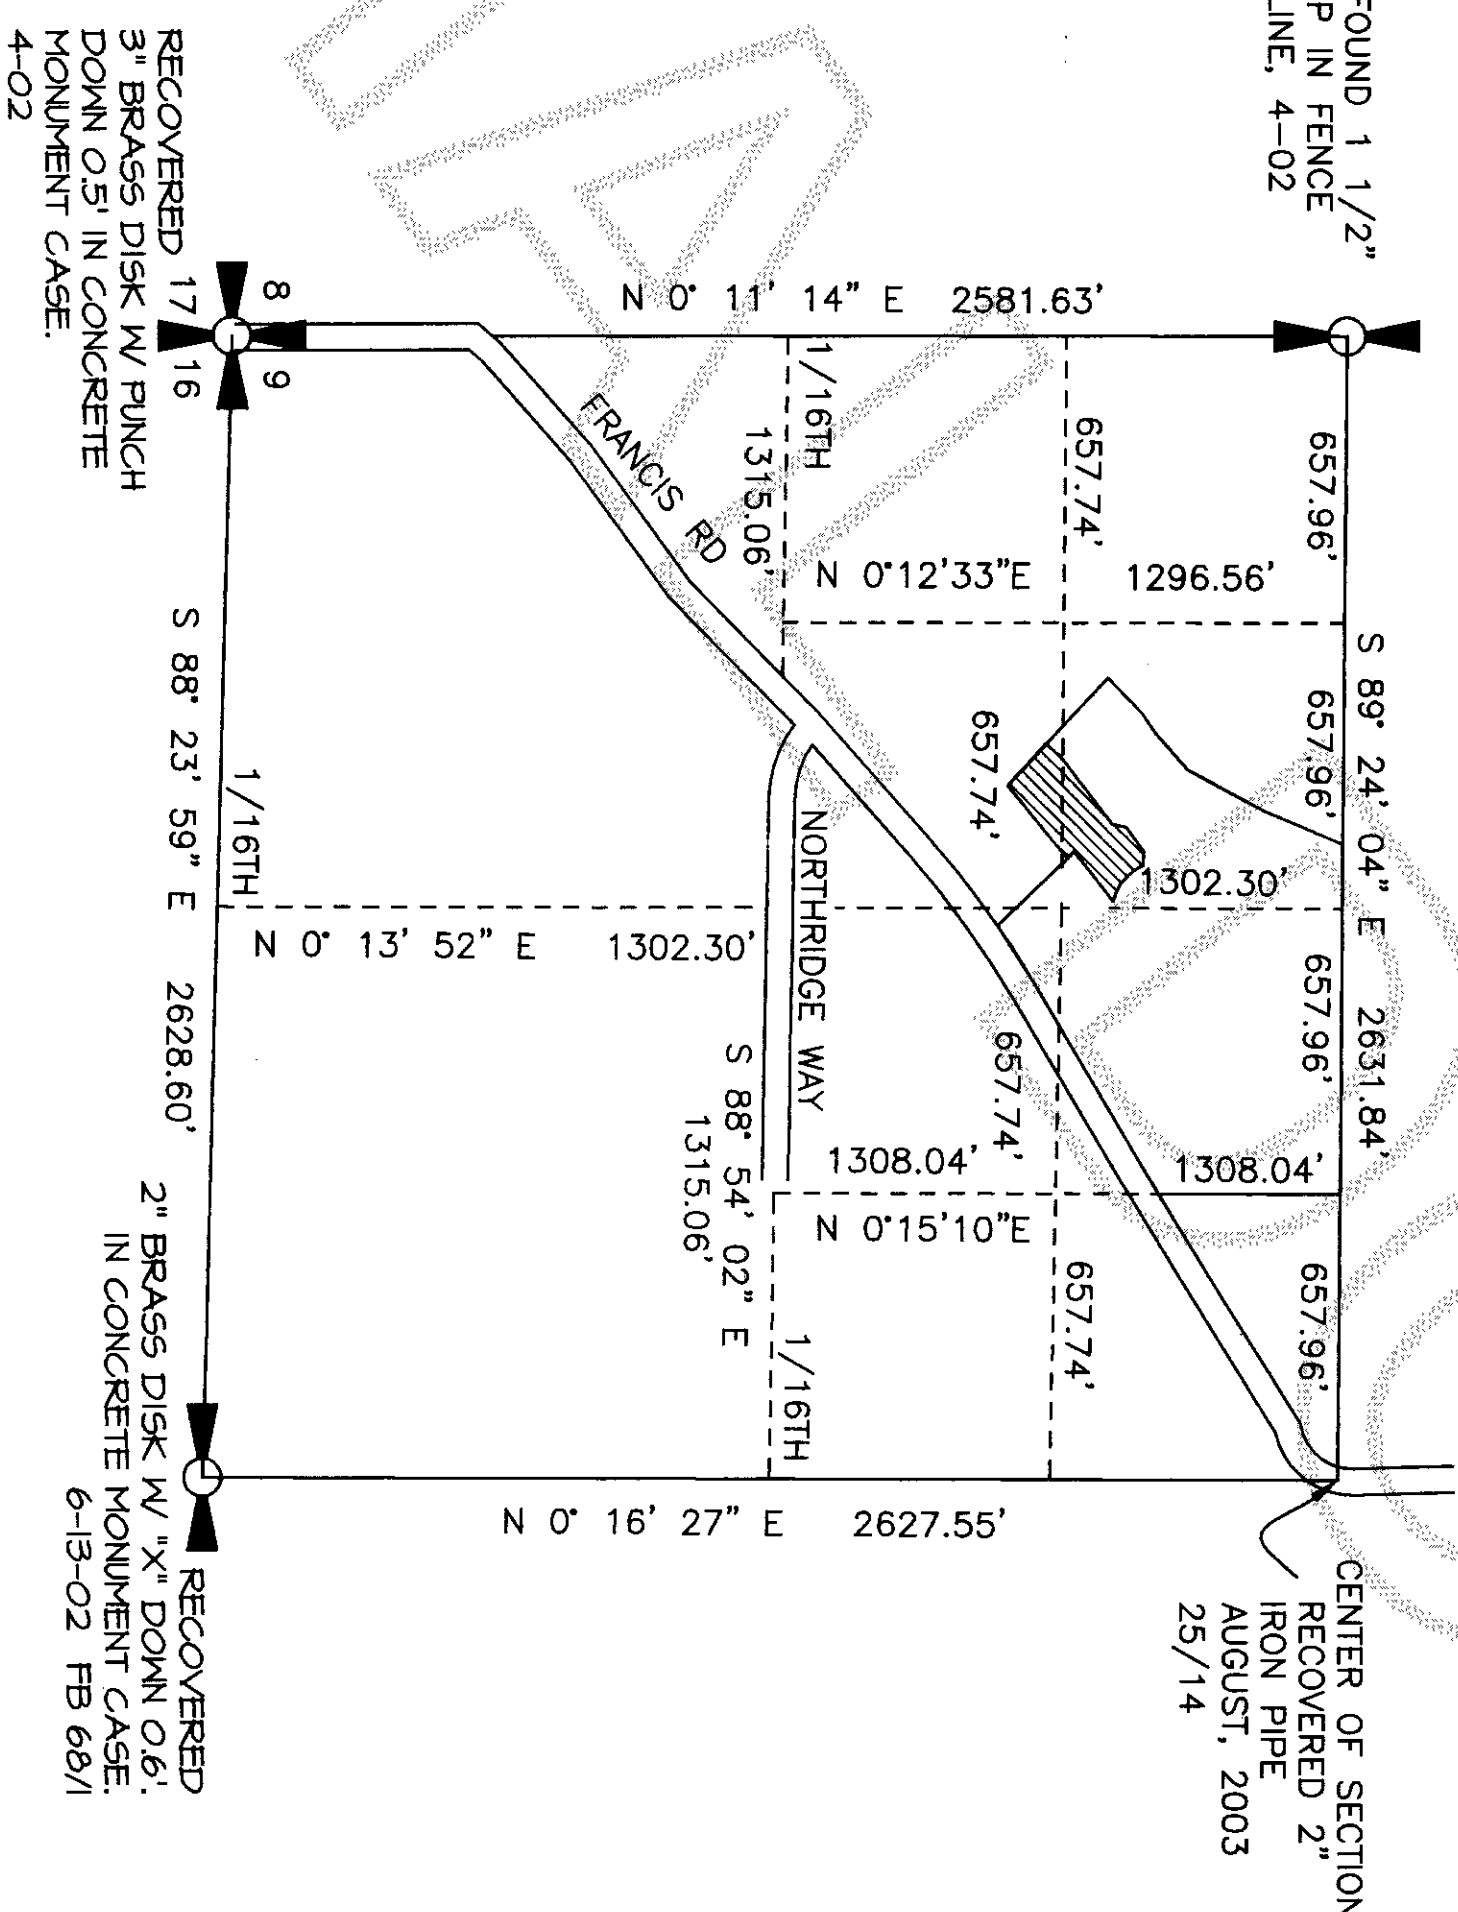 FOUND 1 1/2"
P IN FENCE
LINE, 4-02
N 0° 11' 14" E 2581.63'
S 89° 24' 04" E 2631.84'
657.96'
657.96'
657.96'
657.96'
657.74'
657.74'
657.74'
657.74'
1/16TH
1315.06'
N 0°12'33"E 1296.56'
FRANCIS RD
1302.30'
N 0° 13' 52" E 1302.30'
NORTHRIDGE WAY
1308.04'
1308.04'
N 0°15'10"E
S 88° 54' 02" E
1315.06'
1/16TH
1/16TH
S 88° 23' 59" E 2628.60'
N 0° 16' 27" E 2627.55'
8
9
17
16
RECOVERED
3" BRASS DISK W/ PUNCH
DOWN 0.5' IN CONCRETE
MONUMENT CASE.
4-02
RECOVERED
2" BRASS DISK W/ "X" DOWN 0.6'.
IN CONCRETE MONUMENT CASE.
6-13-02 FB 68/1
CENTER OF SECTION
RECOVERED 2"
IRON PIPE
AUGUST, 2003
25/14